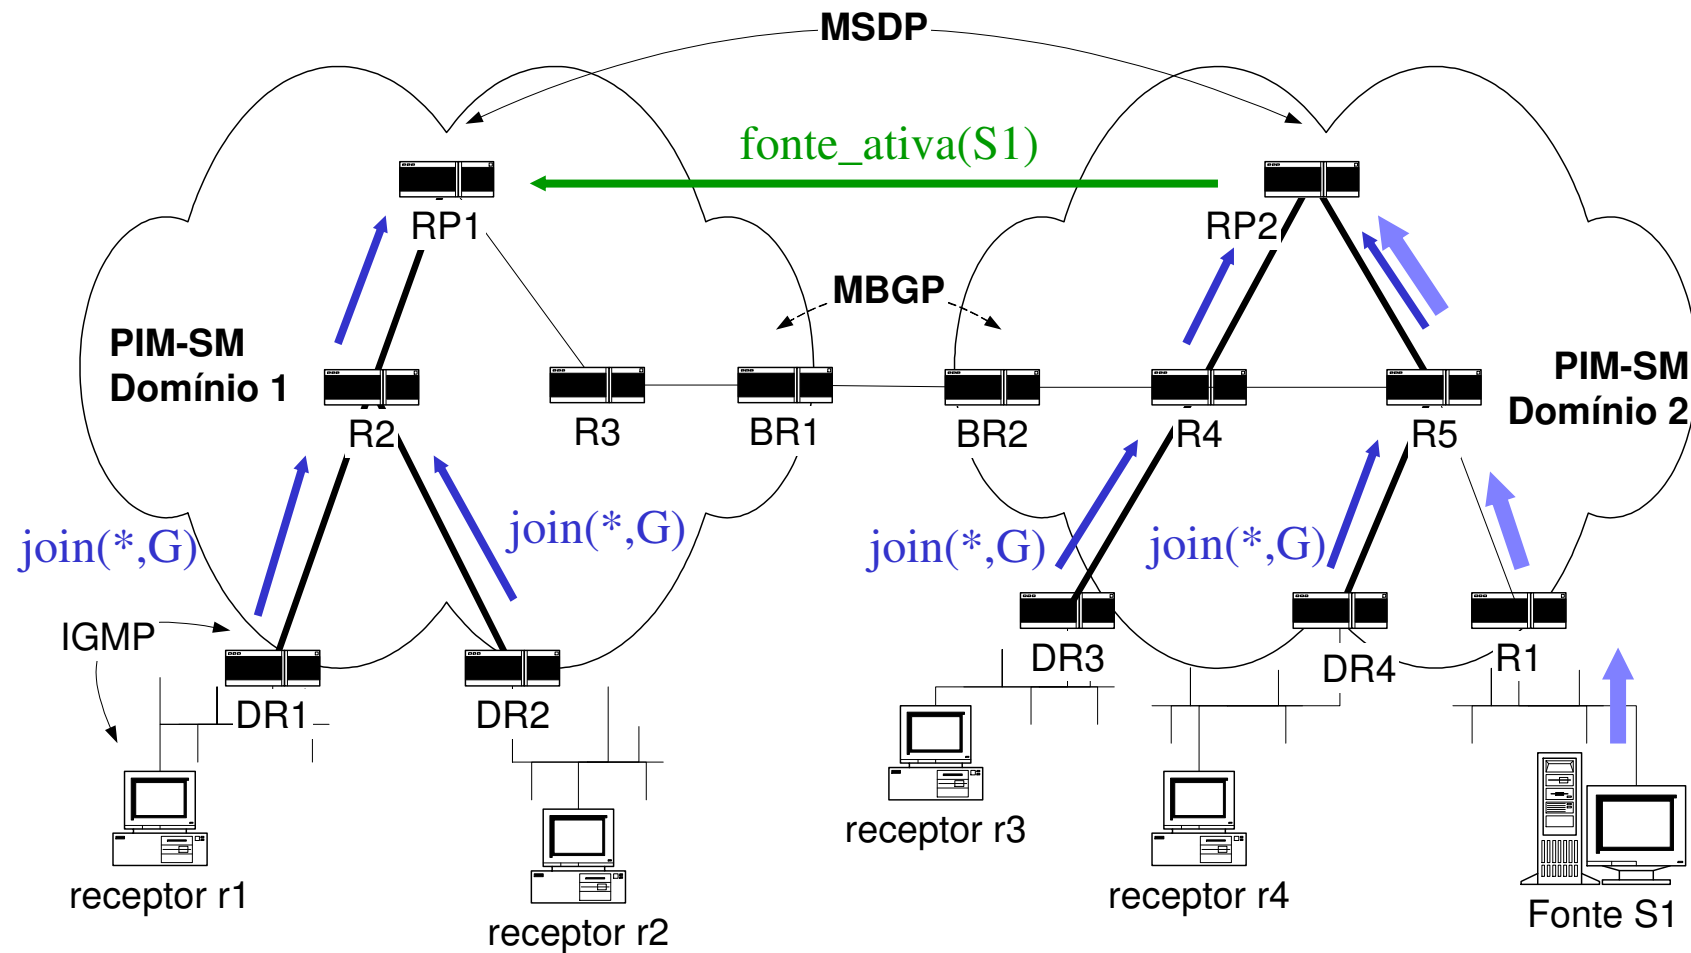 MSDP
fonte_ativa(S1)
RP1
RP2
MBGP
PIM-SM
Domínio 1
PIM-SM
Domínio 2
R2
R3
BR1
BR2
R4
R5
join(*,G)
join(*,G)
join(*,G)
join(*,G)
IGMP
DR1
DR2
DR3
DR4
R1
receptor r1
receptor r2
receptor r3
receptor r4
Fonte S1